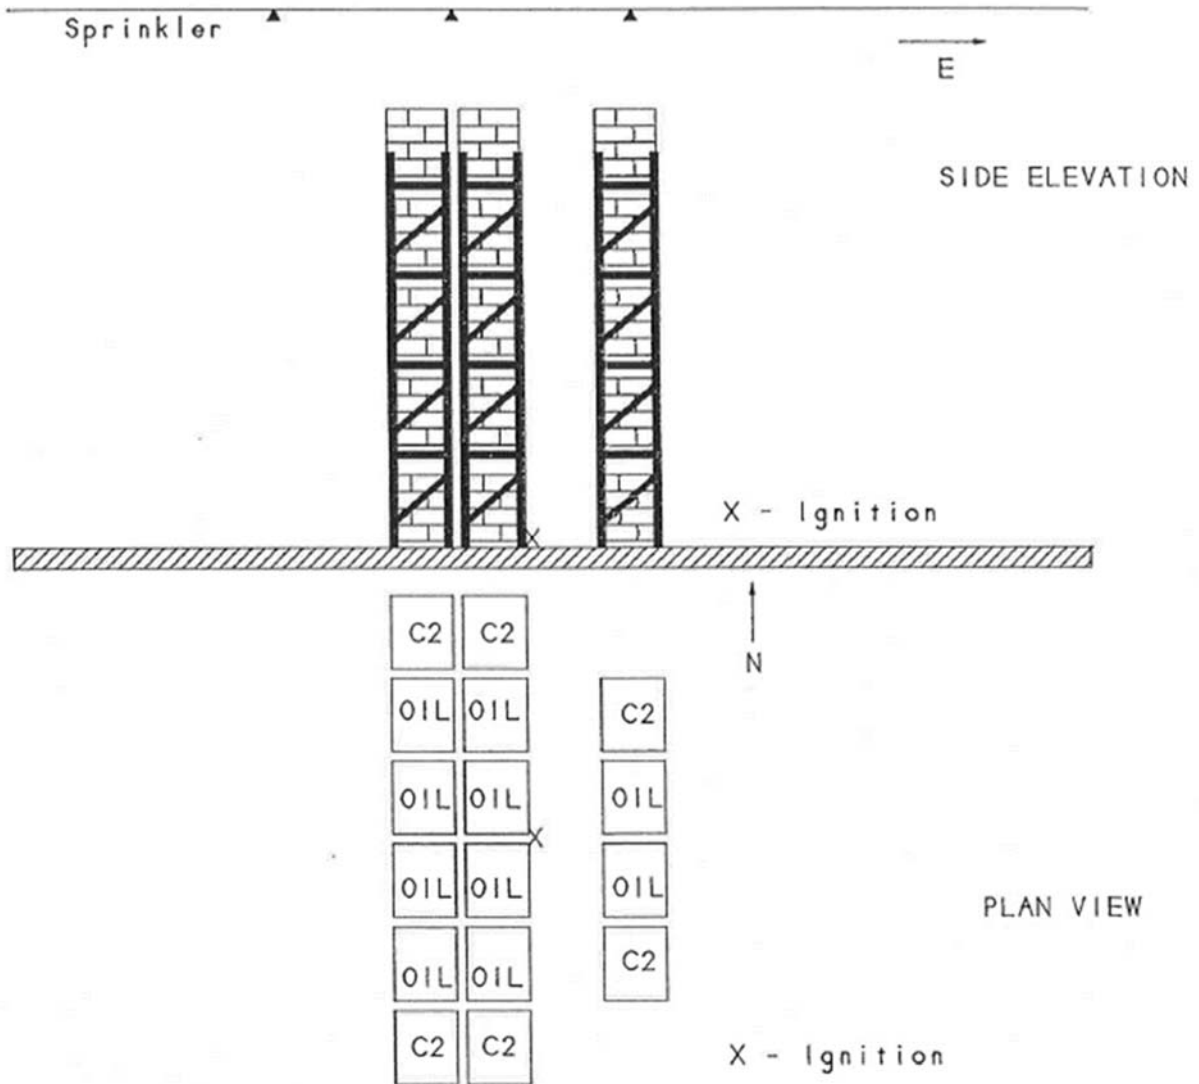 Sprinkler
E
SIDE ELEVATION
X - Ignition
X
N
C2 C2
OIL OIL C2
OIL OIL OIL
X
OIL OIL OIL
PLAN VIEW
OIL OIL C2
C2 C2
X - Ignition